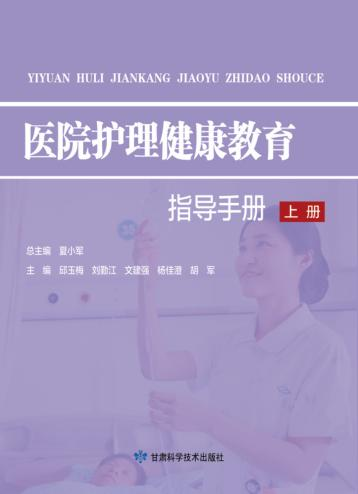 YIYUAN HULI JIANKANG JIAOYU ZHIDAO SHOUCE
医院护理健康教育
指导手册 上 册
总主编 夏小军
主 编 邱玉梅 刘勤江 文建强 杨佳澄 胡 军
甘肃科学技术出版社